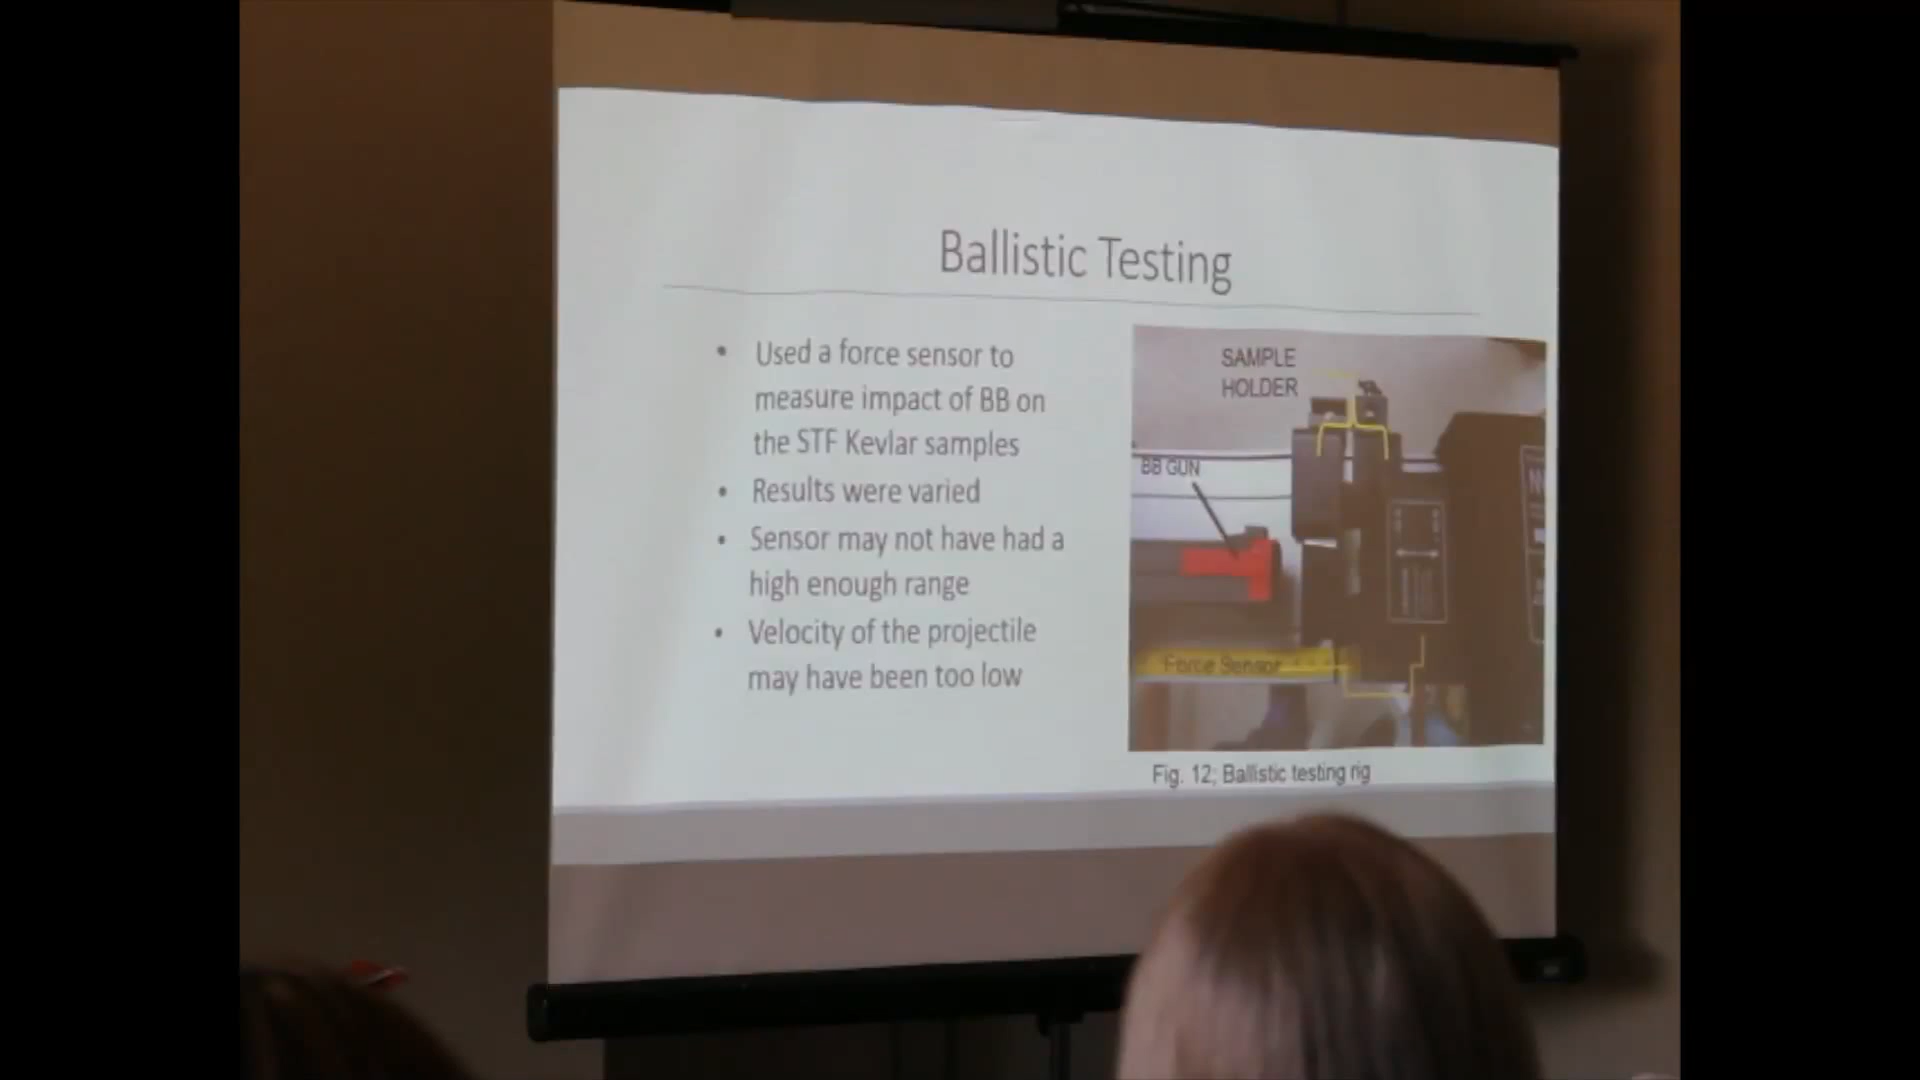 Ballistic Testing
• Used a force sensor to
measure impact of BB on
the STF Kevlar samples
• Results were varied
• Sensor may not have had a
high enough range
• Velocity of the projectile
may have been too low
SAMPLE
HOLDER
BB GUN
Force Sensor
Fig. 12; Ballistic testing rig